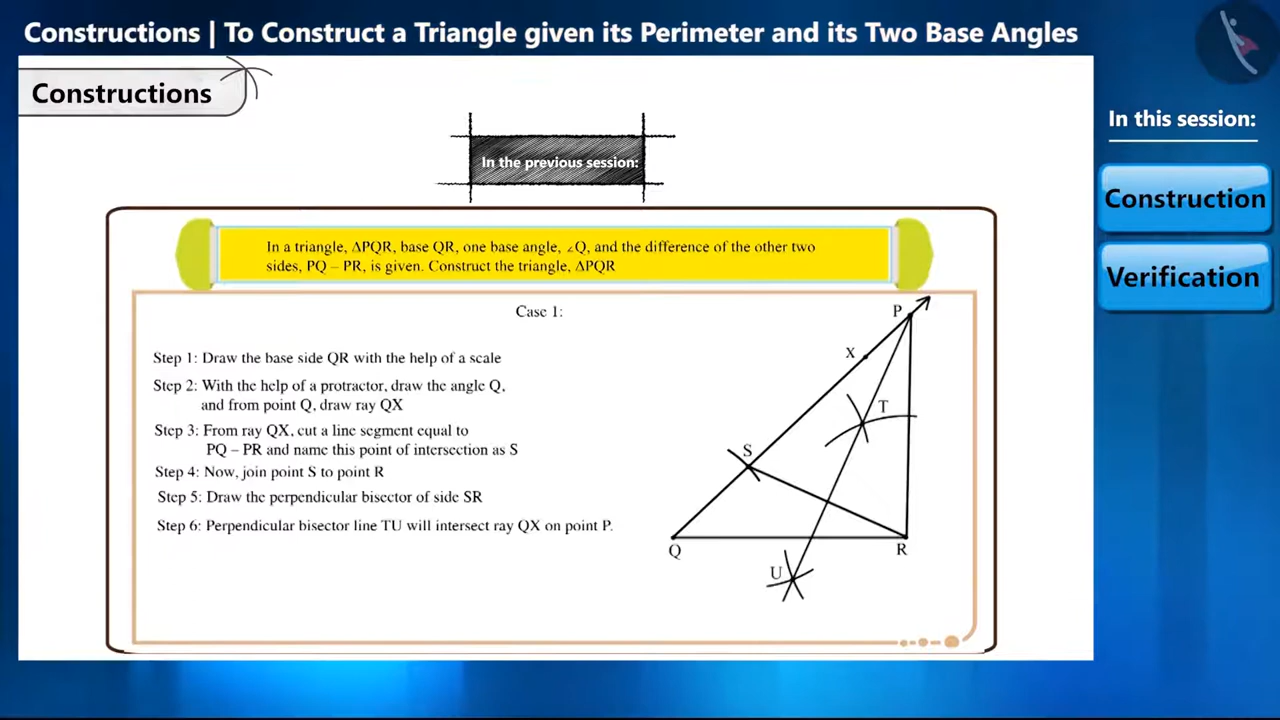 Constructions | To Construct a Triangle given its Perimeter and its Two Base Angles
Constructions
In the previous session:
In this session:
Construction
Verification
In a triangle, ΔPQR, base QR, one base angle, ∠Q, and the difference of the other two
sides, PQ – PR, is given. Construct the triangle, ΔPQR
Case 1:
Step 1: Draw the base side QR with the help of a scale
Step 2: With the help of a protractor, draw the angle Q,
and from point Q, draw ray QX
Step 3: From ray QX, cut a line segment equal to
PQ – PR and name this point of intersection as S
Step 4: Now, join point S to point R
Step 5: Draw the perpendicular bisector of side SR
Step 6: Perpendicular bisector line TU will intersect ray QX on point P.
P
X
T
S
Q
R
U